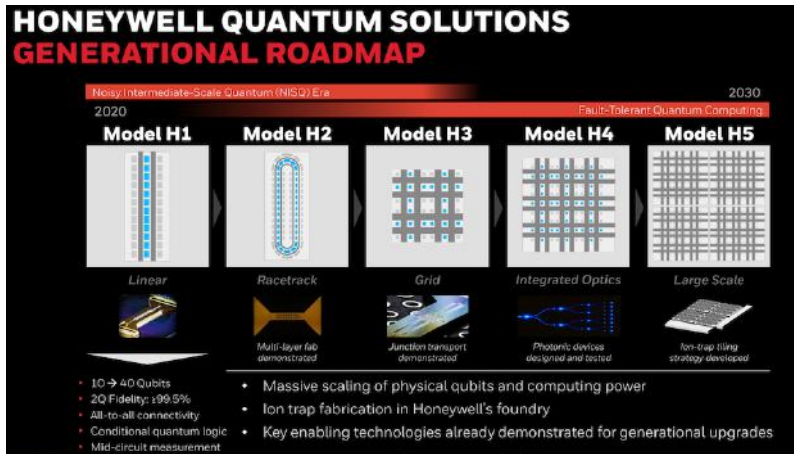 HONEYWELL QUANTUM SOLUTIONS
GENERATIONAL ROADMAP
Noisy Intermediate-Scale Quantum (NISQ) Era
2030
2020
Fault-Tolerant Quantum Computing
Model H1
Model H2
Model H3
Model H4
Model H5
Linear
Racetrack
Grid
Integrated Optics
Large Scale
Multi-layer fab
demonstrated
Junction transport
demonstrated
Photonic devices
designed and tested
Ion-trap tiling
strategy developed
• 10 → 40 Qubits
• 2Q Fidelity: ≥99.5%
• All-to-all connectivity
• Conditional quantum logic
• Mid-circuit measurement
• Massive scaling of physical qubits and computing power
• Ion trap fabrication in Honeywell's foundry
• Key enabling technologies already demonstrated for generational upgrades